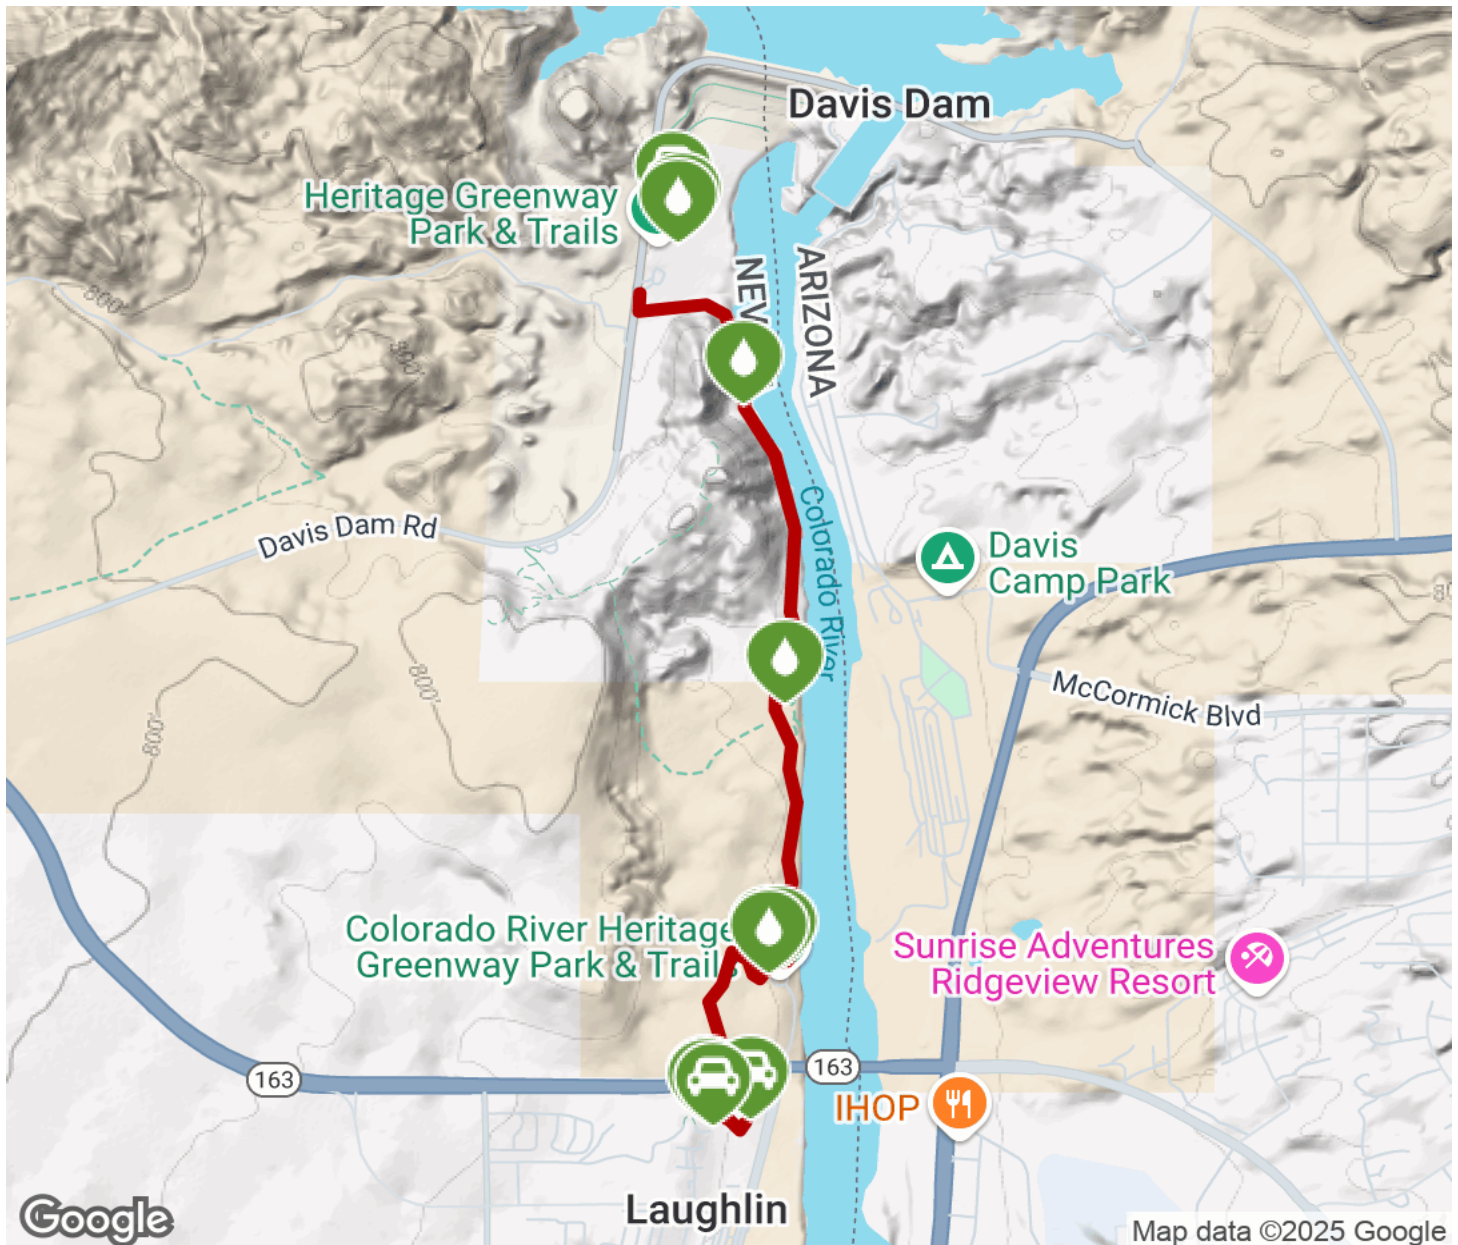 Davis Dam
Heritage Greenway
Park & Trails
NEV
ARIZONA
800'
Davis Dam Rd
Colorado River
Davis
Camp Park
McCormick Blvd
800'
800'
Colorado River Heritage
Greenway Park & Trails
Sunrise Adventures
Ridgeview Resort
163
163
IHOP
Laughlin
Google
Map data ©2025 Google